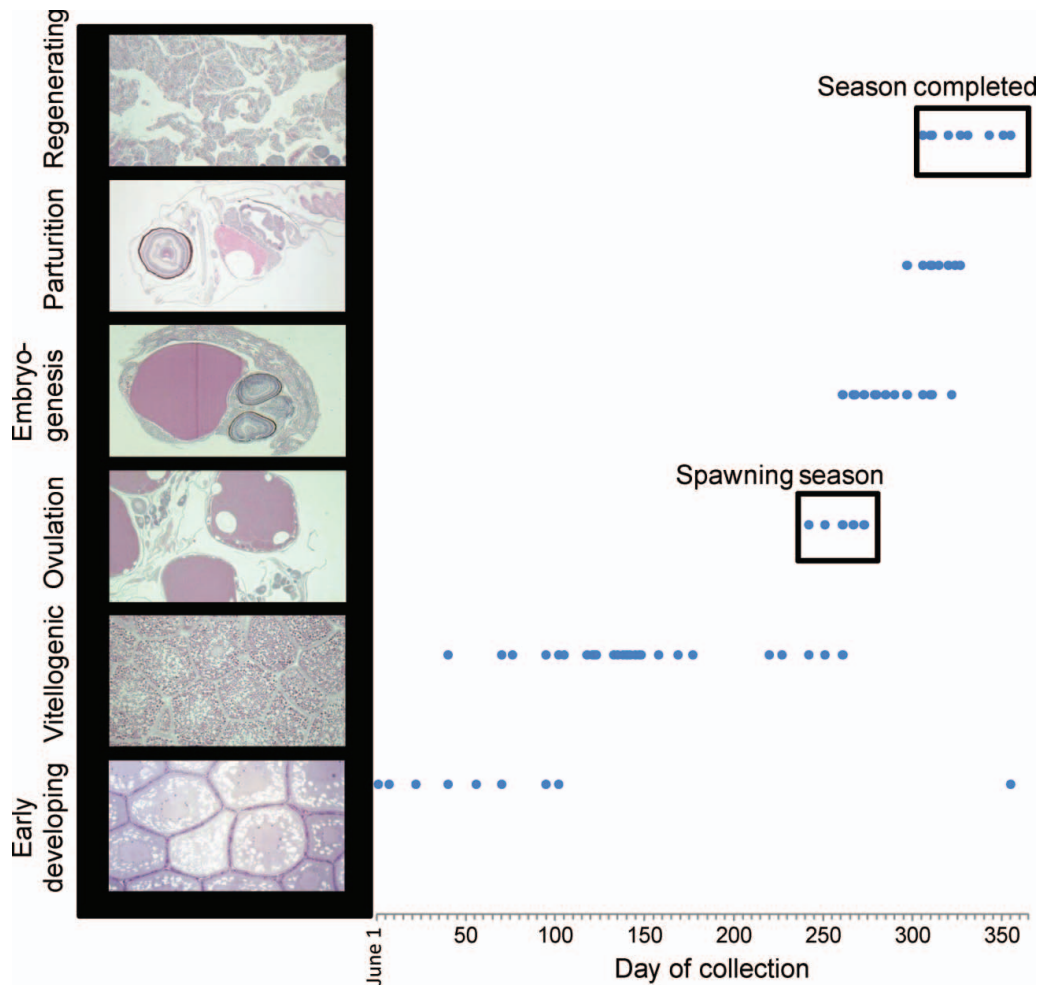 Regenerating
Parturition
Embryo-
genesis
Ovulation
Vitellogenic
Early
developing
Season completed
Spawning season
June 1
50
100
150
200
250
300
350
Day of collection